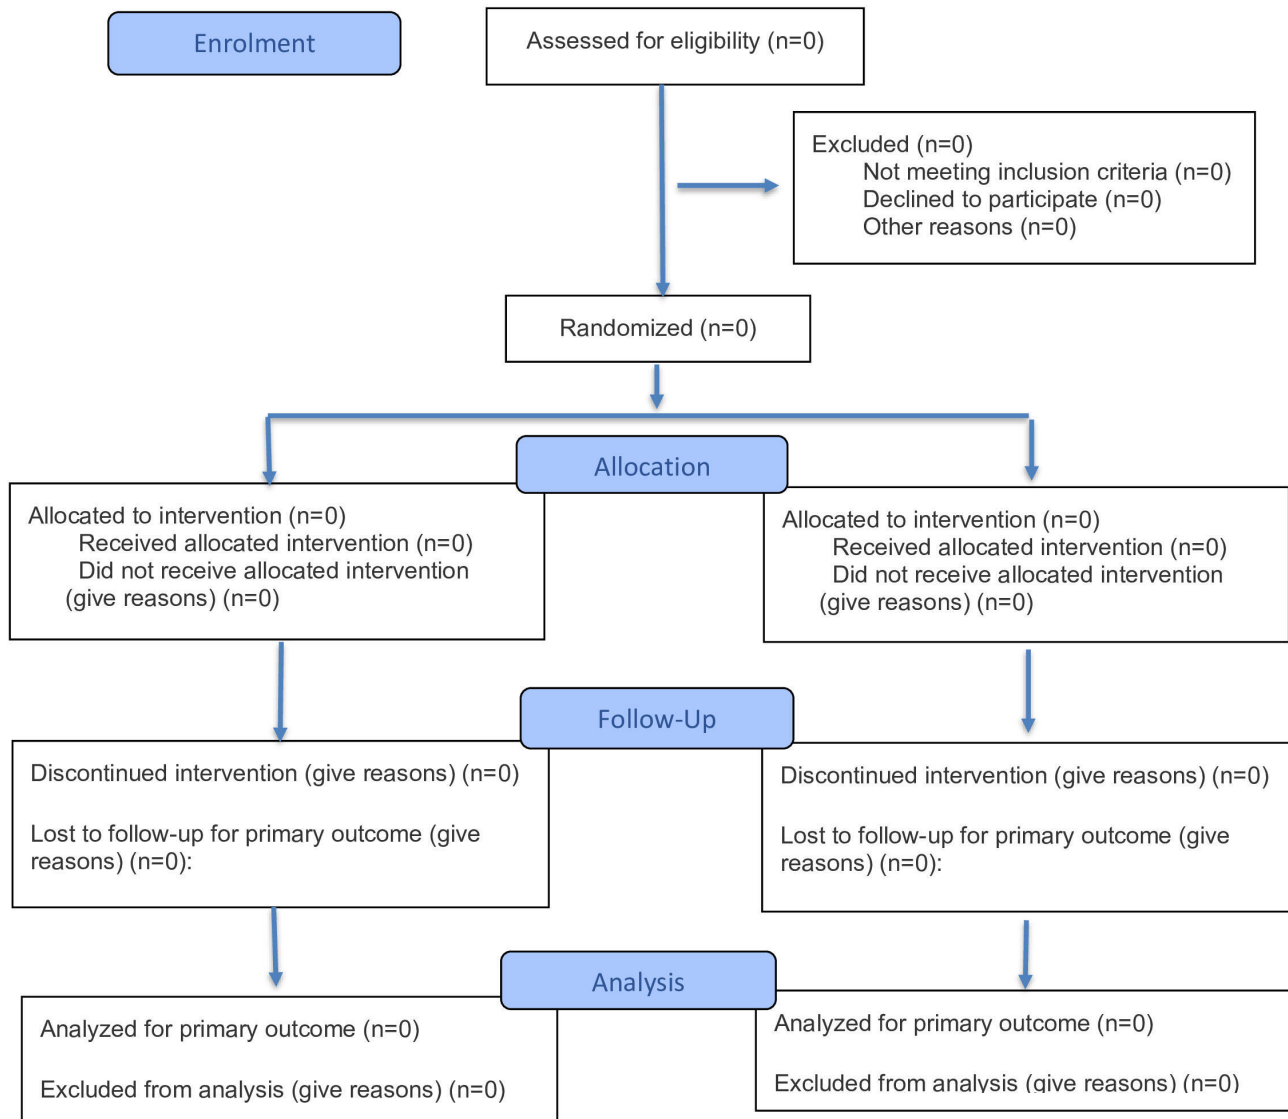 Enrolment
Assessed for eligibility (n=0)
Excluded (n=0)
Not meeting inclusion criteria (n=0)
Declined to participate (n=0)
Other reasons (n=0)
Randomized (n=0)
Allocation
Allocated to intervention (n=0)
Received allocated intervention (n=0)
Did not receive allocated intervention
(give reasons) (n=0)
Allocated to intervention (n=0)
Received allocated intervention (n=0)
Did not receive allocated intervention
(give reasons) (n=0)
Follow-Up
Discontinued intervention (give reasons) (n=0)
Lost to follow-up for primary outcome (give
reasons) (n=0):
Discontinued intervention (give reasons) (n=0)
Lost to follow-up for primary outcome (give
reasons) (n=0):
Analysis
Analyzed for primary outcome (n=0)
Excluded from analysis (give reasons) (n=0)
Analyzed for primary outcome (n=0)
Excluded from analysis (give reasons) (n=0)